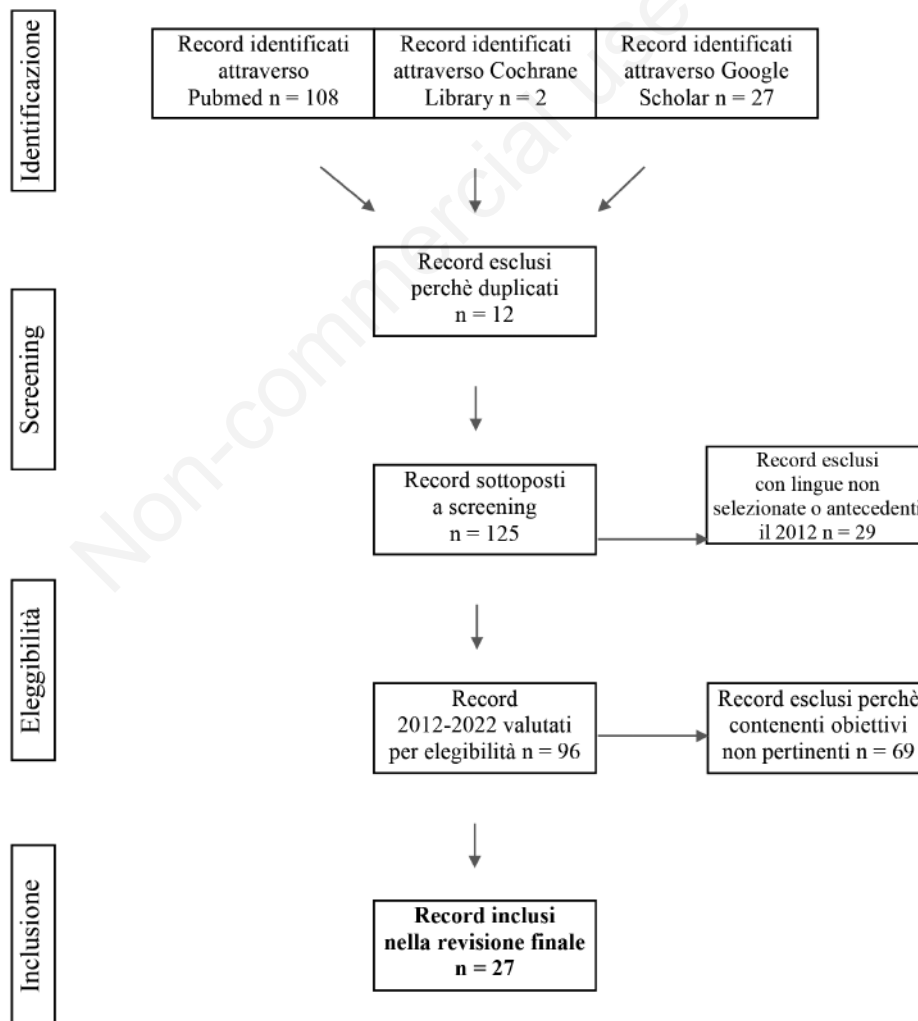 Identificazione
Record identificati
attraverso
Pubmed n = 108
Record identificati
attraverso Cochrane
Library n = 2
Record identificati
attraverso Google
Scholar n = 27
Screening
Record esclusi
perchè duplicati
n = 12
Record sottoposti
a screening
n = 125
Record esclusi
con lingue non
selezionate o antecedenti
il 2012 n = 29
Eleggibilità
Record
2012-2022 valutati
per elegibilità n = 96
Record esclusi perchè
contenenti obiettivi
non pertinenti n = 69
Inclusione
Record inclusi
nella revisione finale
n = 27
Non-commercial use